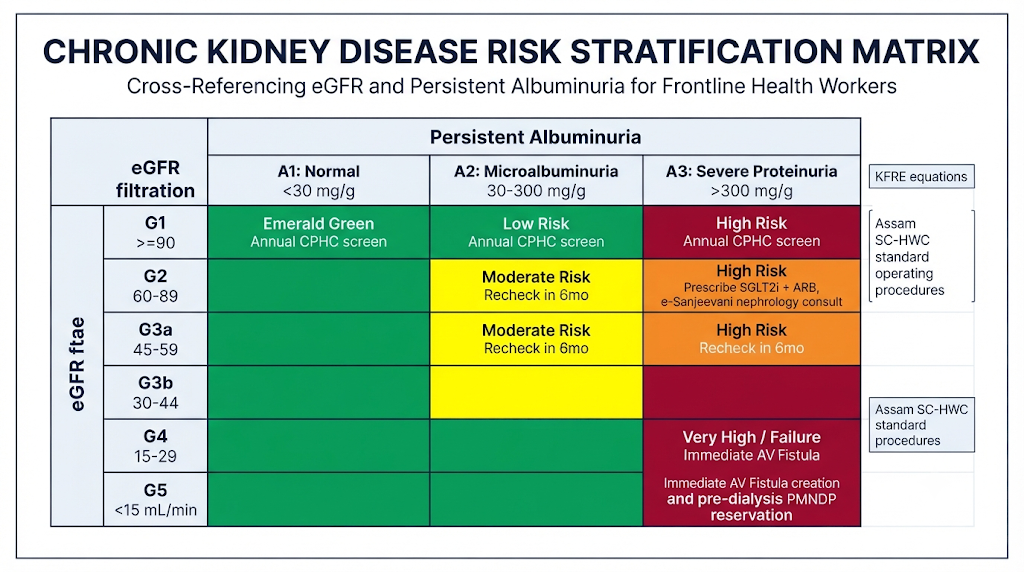 CHRONIC KIDNEY DISEASE RISK STRATIFICATION MATRIX
Cross-Referencing eGFR and Persistent Albuminuria for Frontline Health Workers
eGFR
filtration
Persistent Albuminuria
A1: Normal
<30 mg/g
A2: Microalbuminuria
30-300 mg/g
A3: Severe Proteinuria
>300 mg/g
KFRE equations
eGFR ftae
G1
>=90
Emerald Green
Annual CPHC screen
Low Risk
Annual CPHC screen
High Risk
Annual CPHC screen
Assam
SC-HWC
standard
operating
procedures
G2
60-89
Moderate Risk
Recheck in 6mo
High Risk
Prescribe SGLT2i + ARB,
e-Sanjeevani nephrology consult
G3a
45-59
Moderate Risk
Recheck in 6mo
High Risk
Recheck in 6mo
G3b
30-44
Assam SC-HWC
standard
procedures
G4
15-29
Very High / Failure
Immediate AV Fistula
G5
<15 mL/min
Immediate AV Fistula creation
and pre-dialysis PMNDP
reservation